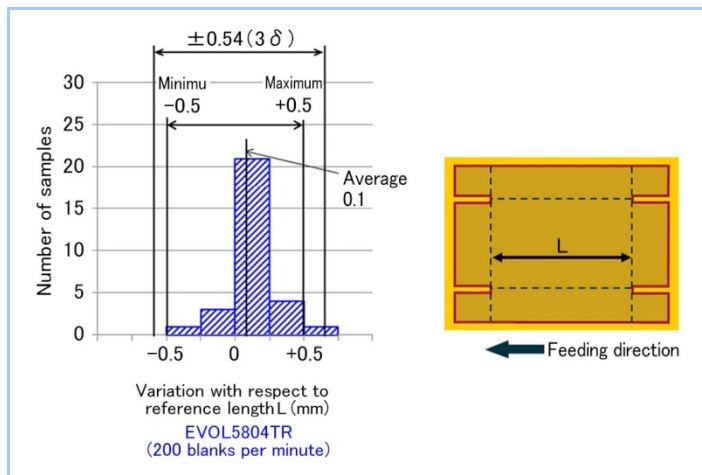 ±0.54(3δ)
Minimu
Maximum
−0.5
+0.5
30
25
20
15
10
5
0
Number of samples
Average
0.1
−0.5
0
+0.5
Variation with respect to
reference length L (mm)
EVOL5804TR
(200 blanks per minute)
L
Feeding direction